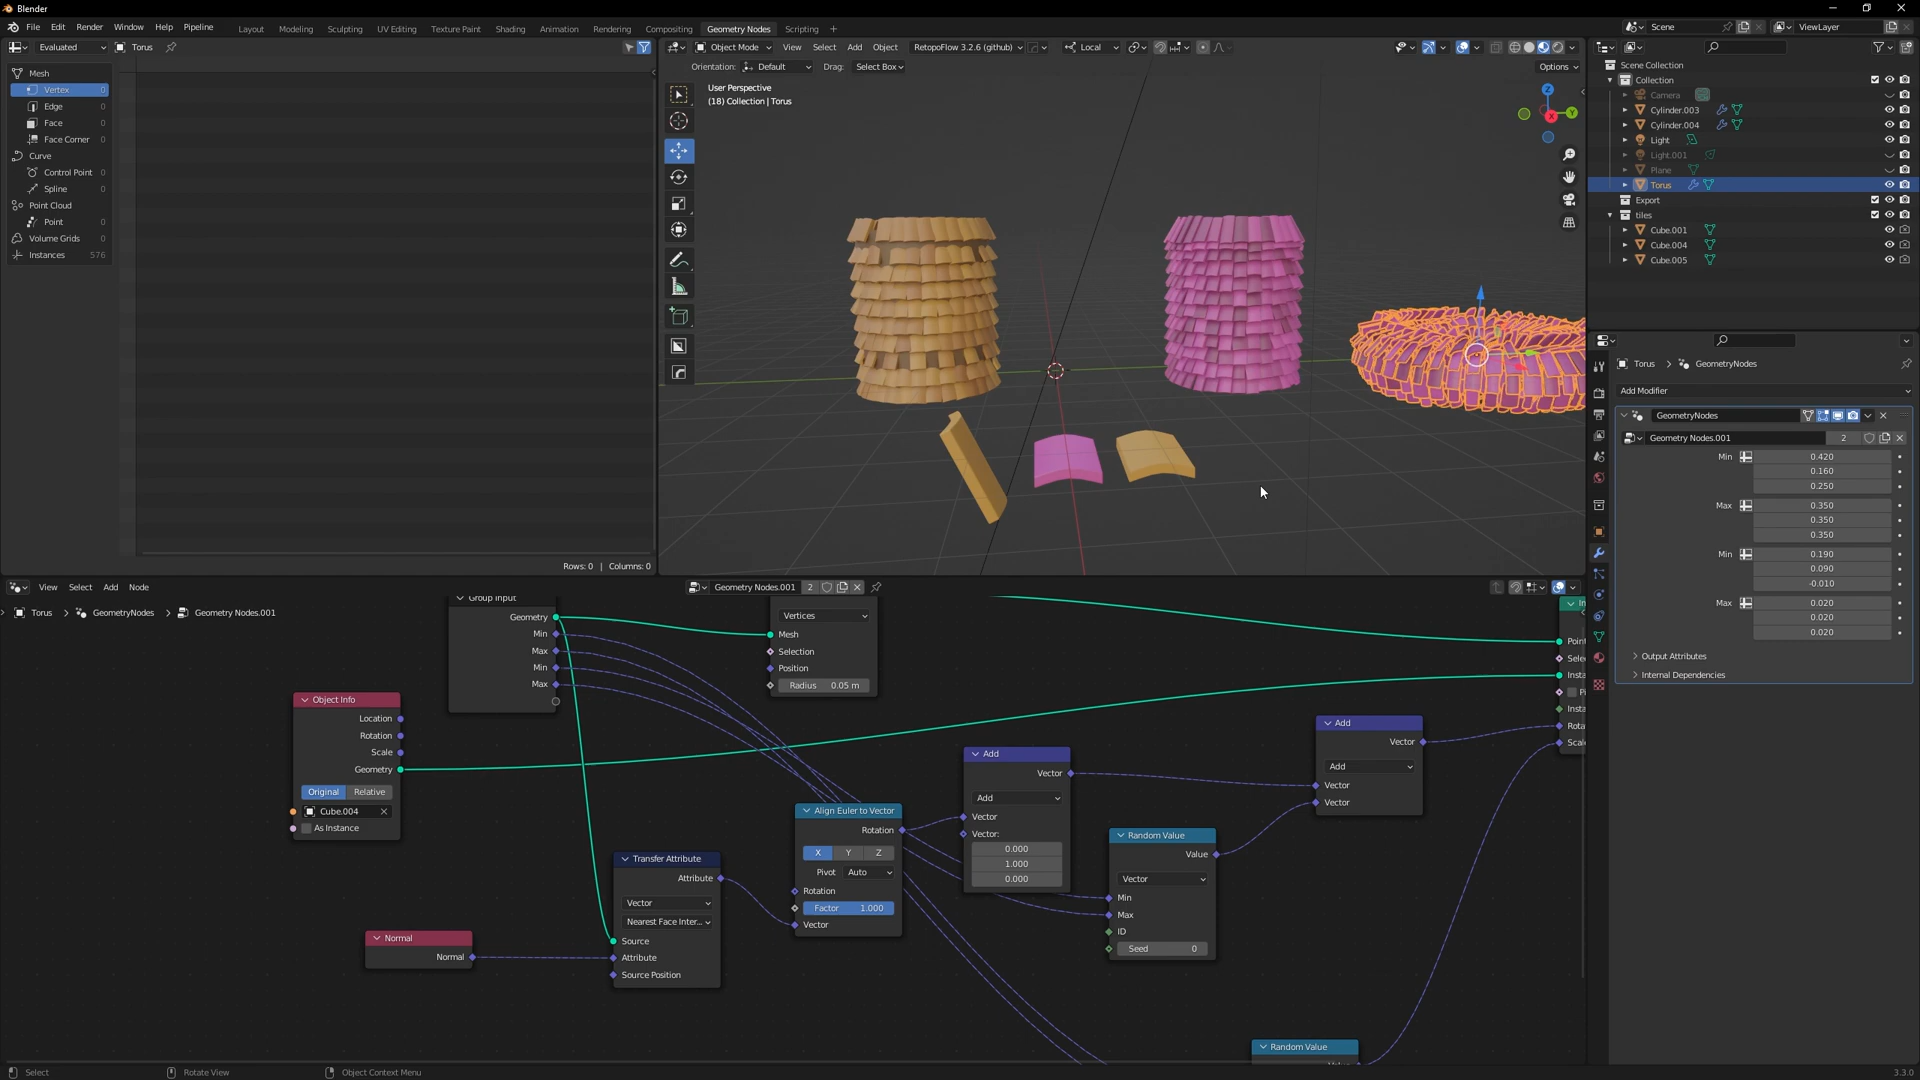 Blender
File Edit Render Window Help Pipeline
Layout Modeling Sculpting UV Editing Texture Paint Shading Animation Rendering Compositing Geometry Nodes Scripting +
Scene
ViewLayer
Evaluated Torus
Mesh
Vertex 0
Edge 0
Face 0
Face Corner 0
Curve
Control Point 0
Spline 0
Point Cloud
Point 0
Volume Grids 0
Instances 576
Rows: 0 | Columns: 0
Object Mode View Select Add Object RetopoFlow 3.2.6 (github) Local
Orientation: Default Drag: Select Box Options
User Perspective
(18) Collection | Torus
Z
Y
X
Scene Collection
Collection
Camera
Cylinder.003
Cylinder.004
Light
Light.001
Plane
Torus
Export
tiles
Cube.001
Cube.004
Cube.005
Torus > GeometryNodes
Add Modifier
GeometryNodes
Geometry Nodes.001 2
Min 0.420
0.160
0.250
Max 0.350
0.350
0.350
Min 0.190
0.090
-0.010
Max 0.020
0.020
0.020
Output Attributes
Internal Dependencies
View Select Add Node
Geometry Nodes.001 2
Torus > GeometryNodes > Geometry Nodes.001
Group Input
Geometry
Min
Max
Min
Max
Vertices
Mesh
Selection
Position
Radius 0.05 m
Object Info
Location
Rotation
Scale
Geometry
Original Relative
Cube.004
As Instance
Normal
Normal
Transfer Attribute
Attribute
Vector
Nearest Face Inter...
Source
Attribute
Source Position
Align Euler to Vector
Rotation
X Y Z
Pivot Auto
Rotation
Factor 1.000
Vector
Add
Vector
Add
Vector
Vector:
0.000
1.000
0.000
Random Value
Value
Vector
Min
Max
ID
Seed 0
Add
Vector
Add
Vector
Vector
In
Point
Sele
Insta
Pi
Insta
Rota
Scale
Random Value
Select Rotate View Object Context Menu 3.3.0